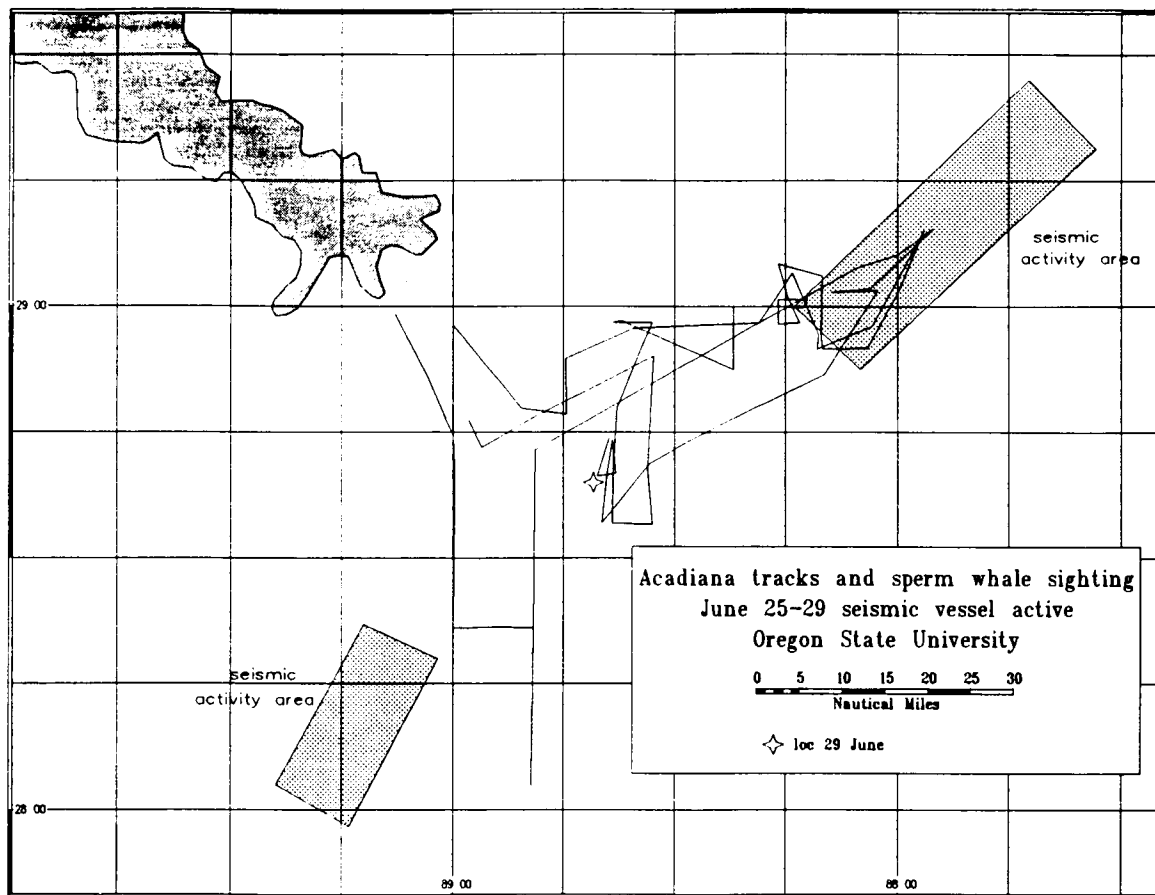 seismic
activity area
29 00
Acadiana tracks and sperm whale sighting
June 25-29 seismic vessel active
Oregon State University
0 5 10 15 20 25 30
Nautical Miles
loc 29 June
seismic
activity area
28 00
89 00
88 00